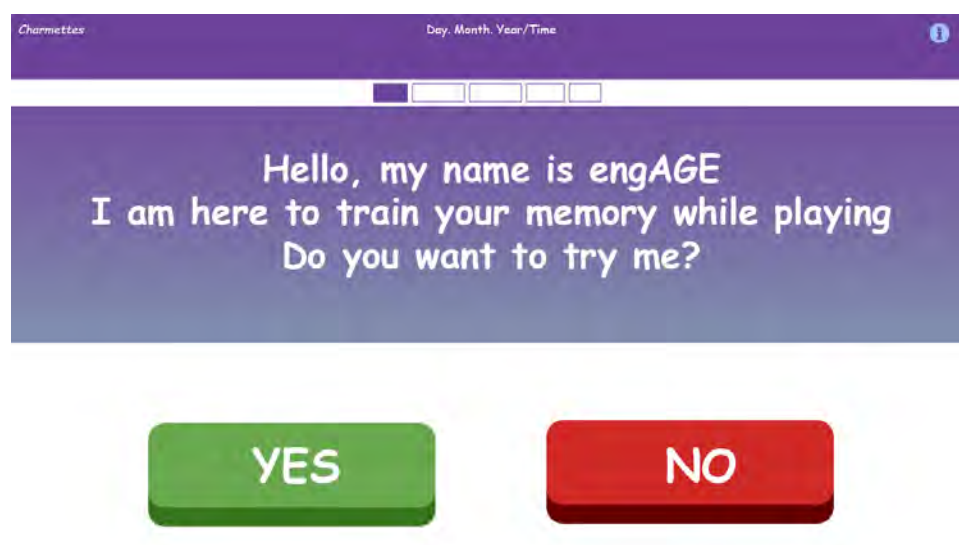 Charmettes
Day. Month. Year/Time
i
Hello, my name is engAGE
I am here to train your memory while playing
Do you want to try me?
YES
NO